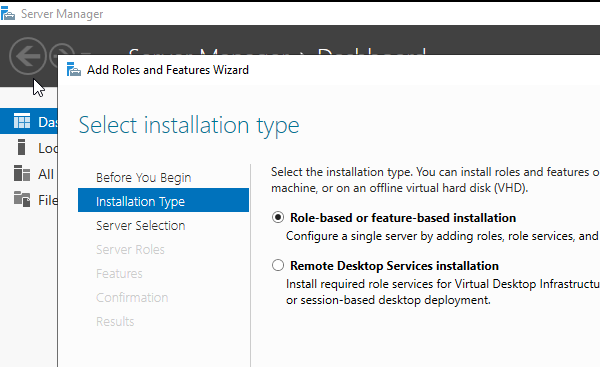 Server Manager
Server Manager › Dashboard
Add Roles and Features Wizard
Select installation type
Before You Begin
Installation Type
Server Selection
Server Roles
Features
Confirmation
Results
Select the installation type. You can install roles and features o
machine, or on an offline virtual hard disk (VHD).
Role-based or feature-based installation
Configure a single server by adding roles, role services, and
Remote Desktop Services installation
Install required role services for Virtual Desktop Infrastructu
or session-based desktop deployment.
Das
Loc
All
File